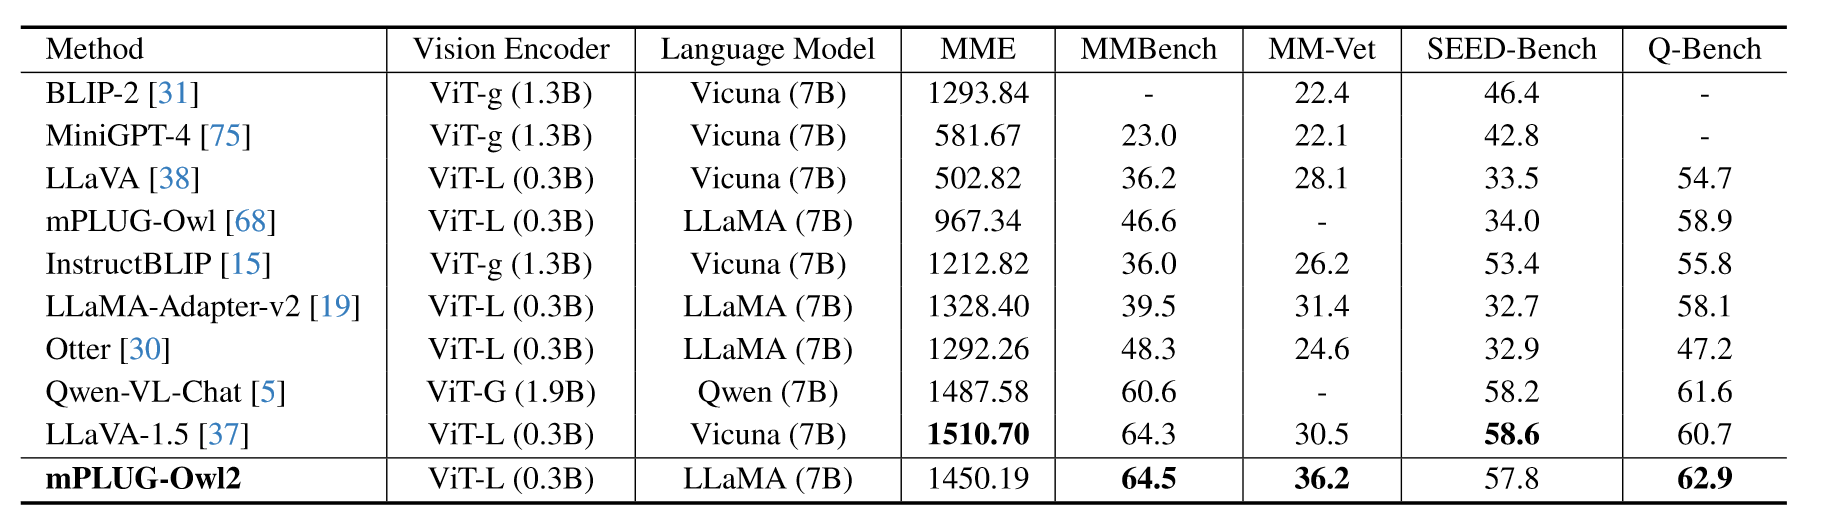 Method Vision Encoder Language Model MME MMBench MM-Vet SEED-Bench Q-Bench
BLIP-2 [31] ViT-g (1.3B) Vicuna (7B) 1293.84 - 22.4 46.4 -
MiniGPT-4 [75] ViT-g (1.3B) Vicuna (7B) 581.67 23.0 22.1 42.8 -
LLaVA [38] ViT-L (0.3B) Vicuna (7B) 502.82 36.2 28.1 33.5 54.7
mPLUG-Owl [68] ViT-L (0.3B) LLaMA (7B) 967.34 46.6 - 34.0 58.9
InstructBLIP [15] ViT-g (1.3B) Vicuna (7B) 1212.82 36.0 26.2 53.4 55.8
LLaMA-Adapter-v2 [19] ViT-L (0.3B) LLaMA (7B) 1328.40 39.5 31.4 32.7 58.1
Otter [30] ViT-L (0.3B) LLaMA (7B) 1292.26 48.3 24.6 32.9 47.2
Qwen-VL-Chat [5] ViT-G (1.9B) Qwen (7B) 1487.58 60.6 - 58.2 61.6
LLaVA-1.5 [37] ViT-L (0.3B) Vicuna (7B) 1510.70 64.3 30.5 58.6 60.7
mPLUG-Owl2 ViT-L (0.3B) LLaMA (7B) 1450.19 64.5 36.2 57.8 62.9